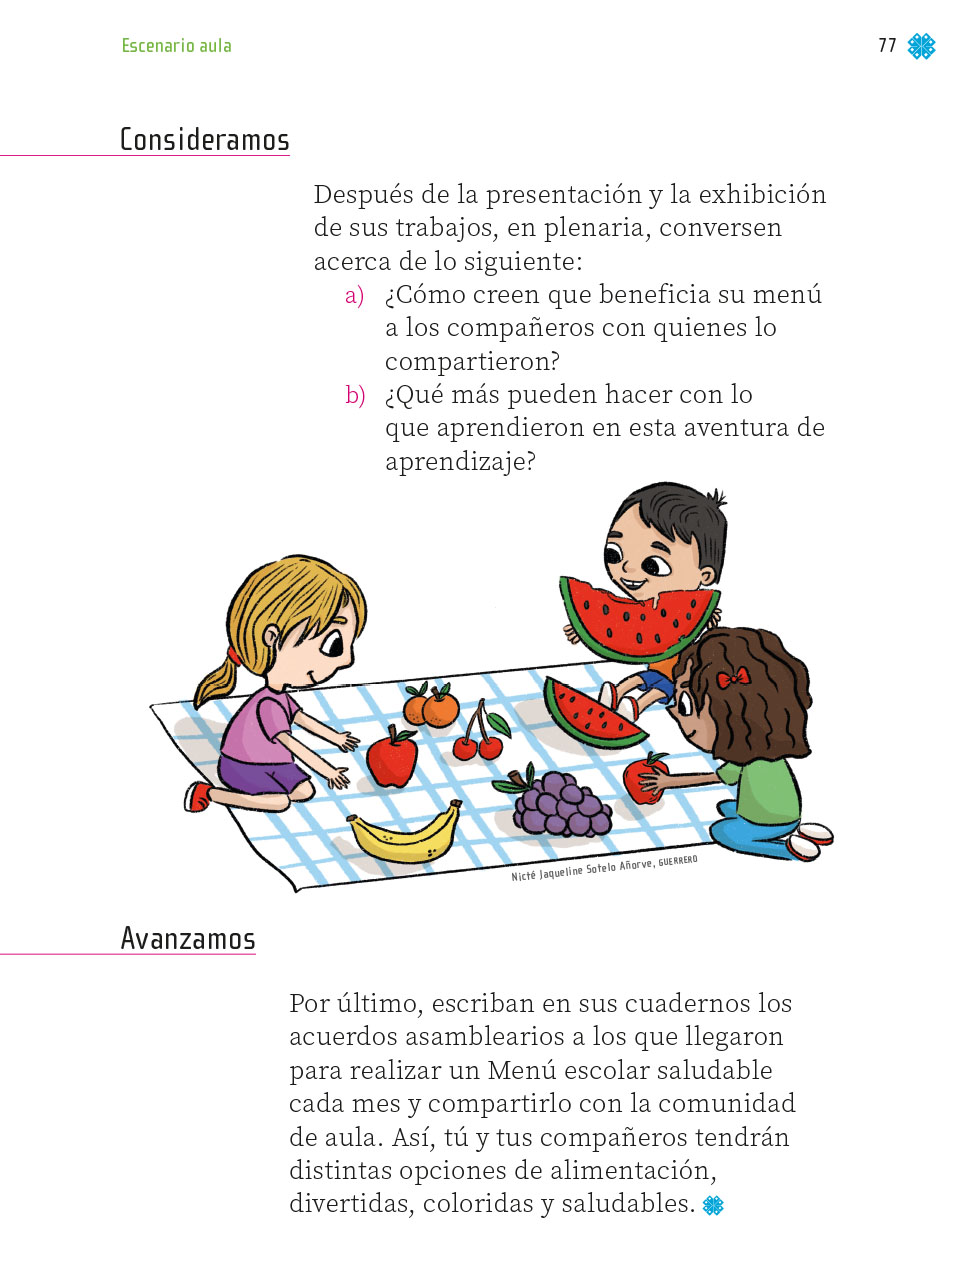 Escenario aula
77
Consideramos
Después de la presentación y la exhibición
de sus trabajos, en plenaria, conversen
acerca de lo siguiente:
a) ¿Cómo creen que beneficia su menú
a los compañeros con quienes lo
compartieron?
b) ¿Qué más pueden hacer con lo
que aprendieron en esta aventura de
aprendizaje?
Nicté Jaqueline Sotelo Añorve, GUERRERO
Avanzamos
Por último, escriban en sus cuadernos los
acuerdos asamblearios a los que llegaron
para realizar un Menú escolar saludable
cada mes y compartirlo con la comunidad
de aula. Así, tú y tus compañeros tendrán
distintas opciones de alimentación,
divertidas, coloridas y saludables.